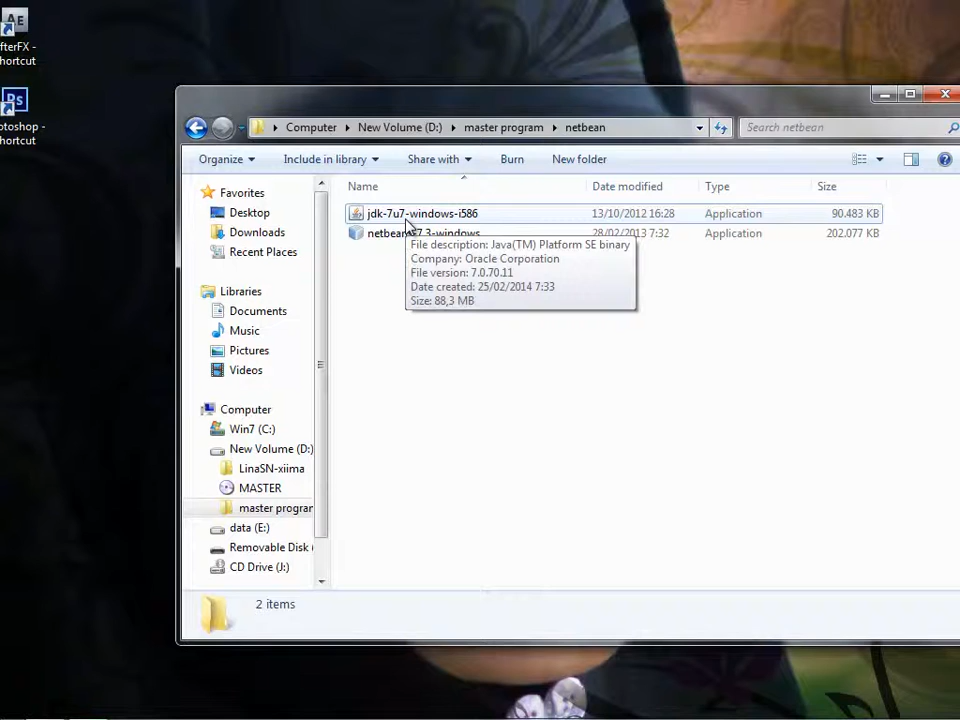 AE
fterFX -
hortcut
Ps
otoshop -
hortcut
Computer
New Volume (D:)
master program
netbean
Search netbean
Organize
Include in library
Share with
Burn
New folder
Name
Date modified
Type
Size
Favorites
Desktop
Downloads
Recent Places
Libraries
Documents
Music
Pictures
Videos
Computer
Win7 (C:)
New Volume (D:)
LinaSN-xiima
MASTER
master progran
data (E:)
Removable Disk (
CD Drive (J:)
jdk-7u7-windows-i586
13/10/2012 16:28
Application
90.483 KB
28/02/2013 7:32
Application
202.077 KB
File description: Java(TM) Platform SE binary
Company: Oracle Corporation
File version: 7.0.70.11
Date created: 25/02/2014 7:33
Size: 88,3 MB
2 items